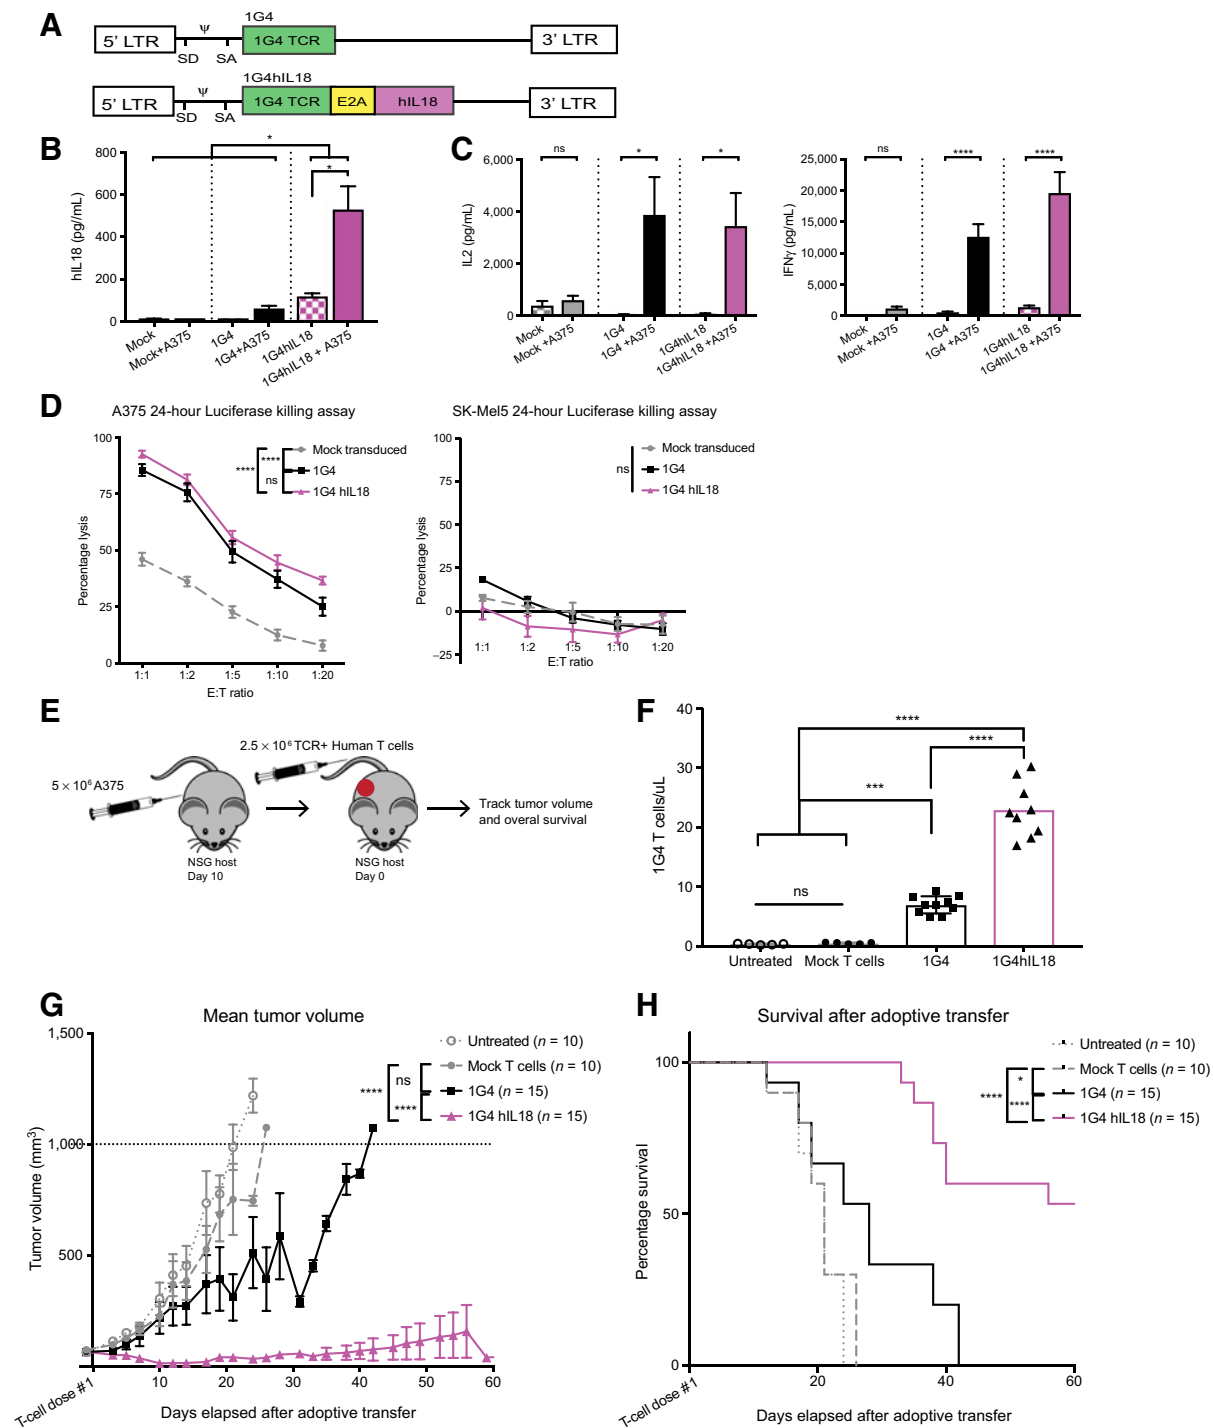 A
1G4
5' LTR
ψ
SD
SA
1G4 TCR
3' LTR
1G4hIL18
5' LTR
ψ
SD
SA
1G4 TCR
E2A
hIL18
3' LTR
B
hIL18 (pg//mL)
800
600
400
200
0
*
*
Mock
Mock+A375
1G4
1G4+A375
1G4hIL18
1G4hIL18 + A375
C
IL2 (pg/mL)
6,000
4,000
2,000
0
ns
*
*
Mock
Mock +A375
1G4
1G4 +A375
1G4hIL18
1G4hIL18 +A375
IFNγ (pg/mL)
25,000
20,000
15,000
10,000
5,000
0
ns
****
****
Mock
Mock +A375
1G4
1G4 +A375
1G4hIL18
1G4hIL18 +A375
D
A375 24-hour Luciferase killing assay
Percentage lysis
100
75
50
25
0
1:1
1:2
1:5
1:10
1:20
E:T ratio
****
****
ns
Mock transduced
1G4
1G4 hIL18
SK-Mel5 24-hour Luciferase killing assay
Percentage lysis
100
75
50
25
0
−25
1:1
1:2
1:5
1:10
1:20
E:T ratio
ns
Mock transduced
1G4
1G4 hIL18
E
5 × 10⁶ A375
2.5 × 10⁶ TCR+ Human T cells
NSG host
Day 10
NSG host
Day 0
Track tumor volume
and overal survival
F
1G4 T cells/uL
40
30
20
10
0
****
****
***
ns
Untreated
Mock T cells
1G4
1G4hIL18
G
Mean tumor volume
Tumor volume (mm³)
1,500
1,000
500
T-cell dose #1
10
20
30
40
50
60
Days elapsed after adoptive transfer
****
ns
****
Untreated (n = 10)
Mock T cells (n = 10)
1G4 (n = 15)
1G4 hIL18 (n = 15)
H
Survival after adoptive transfer
Percentage survival
100
50
0
T-cell dose #1
20
40
60
Days elapsed after adoptive transfer
****
*
****
Untreated (n = 10)
Mock T cells (n = 10)
1G4 (n = 15)
1G4 hIL18 (n = 15)